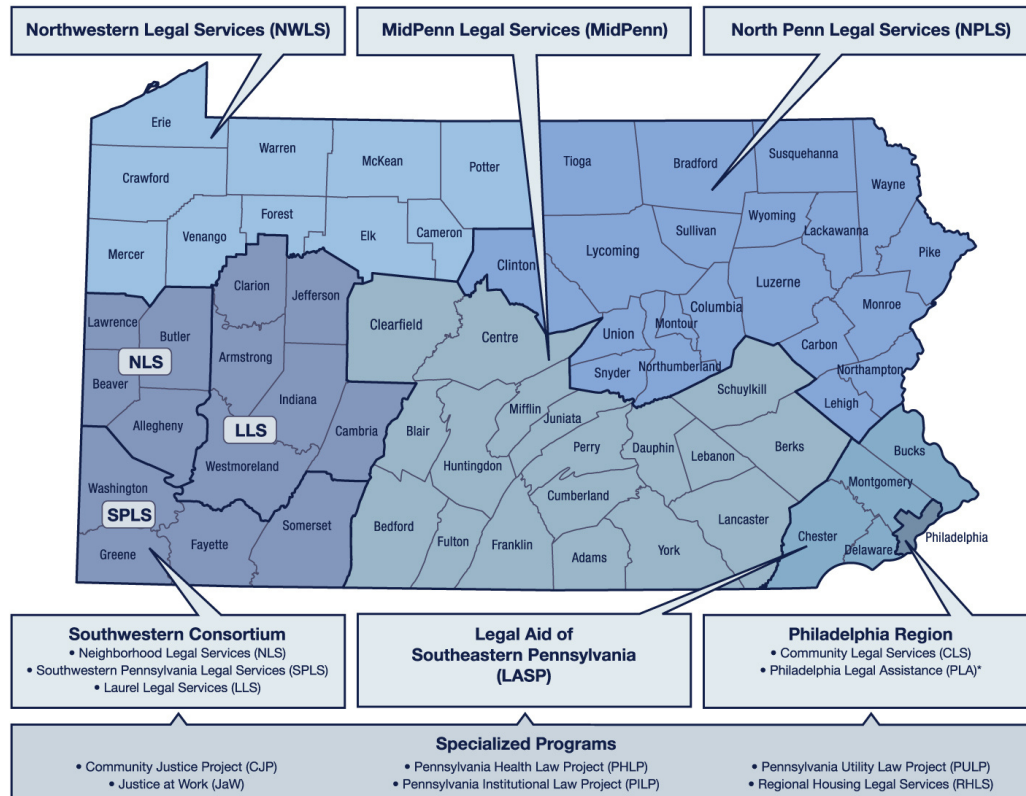 Northwestern Legal Services (NWLS)
MidPenn Legal Services (MidPenn)
North Penn Legal Services (NPLS)
Erie
Warren
McKean
Potter
Tioga
Bradford
Susquehanna
Wayne
Crawford
Forest
Wyoming
Lackawanna
Mercer
Venango
Elk
Cameron
Sullivan
Lycoming
Pike
Clinton
Clarion
Jefferson
Luzerne
Columbia
Monroe
Lawrence
Butler
Clearfield
Centre
Union
Montour
Carbon
NLS
Armstrong
Snyder
Northumberland
Northampton
Beaver
Indiana
Mifflin
Schuylkill
Lehigh
Allegheny
LLS
Cambria
Blair
Juniata
Westmoreland
Huntingdon
Perry
Dauphin
Lebanon
Berks
Bucks
Washington
Cumberland
Montgomery
SPLS
Somerset
Bedford
Lancaster
Greene
Fayette
Fulton
Franklin
Adams
York
Chester
Delaware
Philadelphia
Southwestern Consortium
• Neighborhood Legal Services (NLS)
• Southwestern Pennsylvania Legal Services (SPLS)
• Laurel Legal Services (LLS)
Legal Aid of
Southeastern Pennsylvania
(LASP)
Philadelphia Region
• Community Legal Services (CLS)
• Philadelphia Legal Assistance (PLA)*
Specialized Programs
• Community Justice Project (CJP)
• Justice at Work (JaW)
• Pennsylvania Health Law Project (PHLP)
• Pennsylvania Institutional Law Project (PILP)
• Pennsylvania Utility Law Project (PULP)
• Regional Housing Legal Services (RHLS)